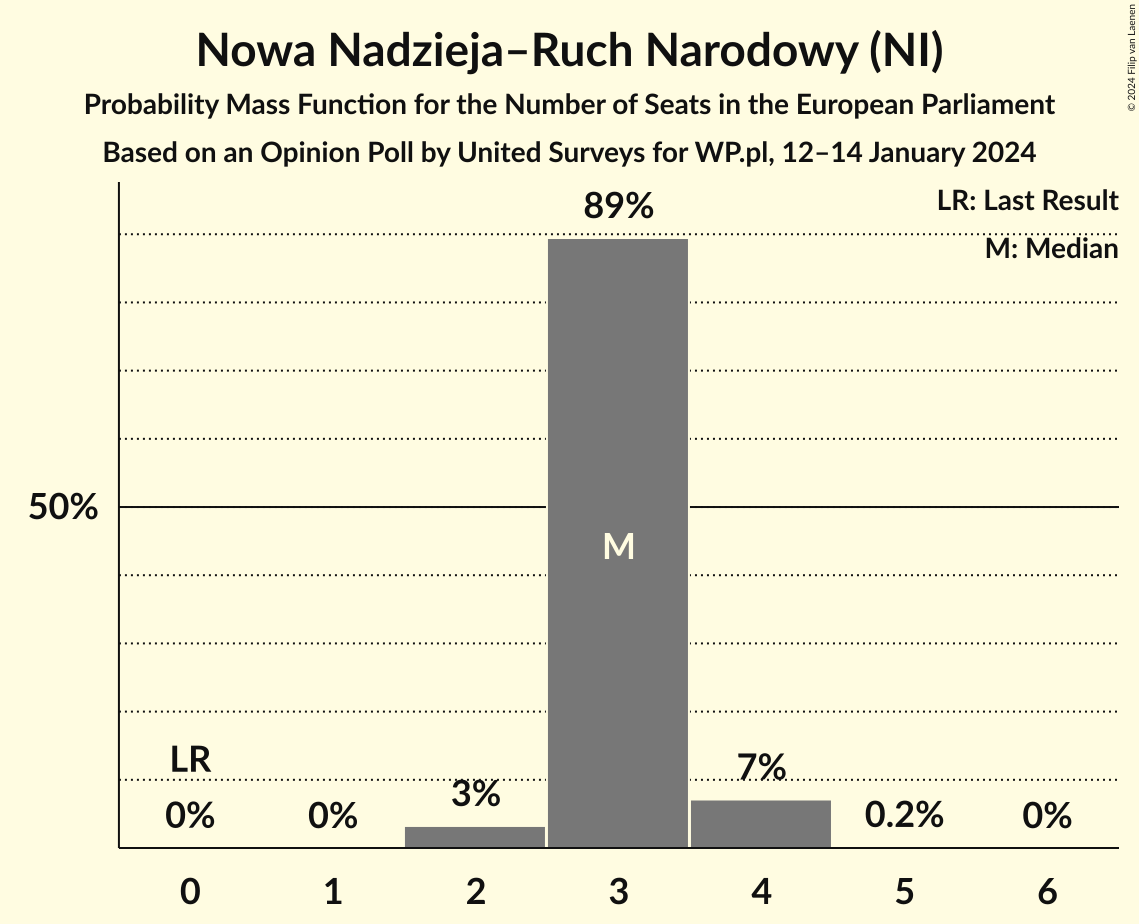 Nowa Nadzieja–Ruch Narodowy (NI)
Probability Mass Function for the Number of Seats in the European Parliament
Based on an Opinion Poll by United Surveys for WP.pl, 12–14 January 2024
© 2024 Filip van Laenen
LR: Last Result
M: Median
89%
50%
M
LR
0%
0%
3%
7%
0.2%
0%
0
1
2
3
4
5
6